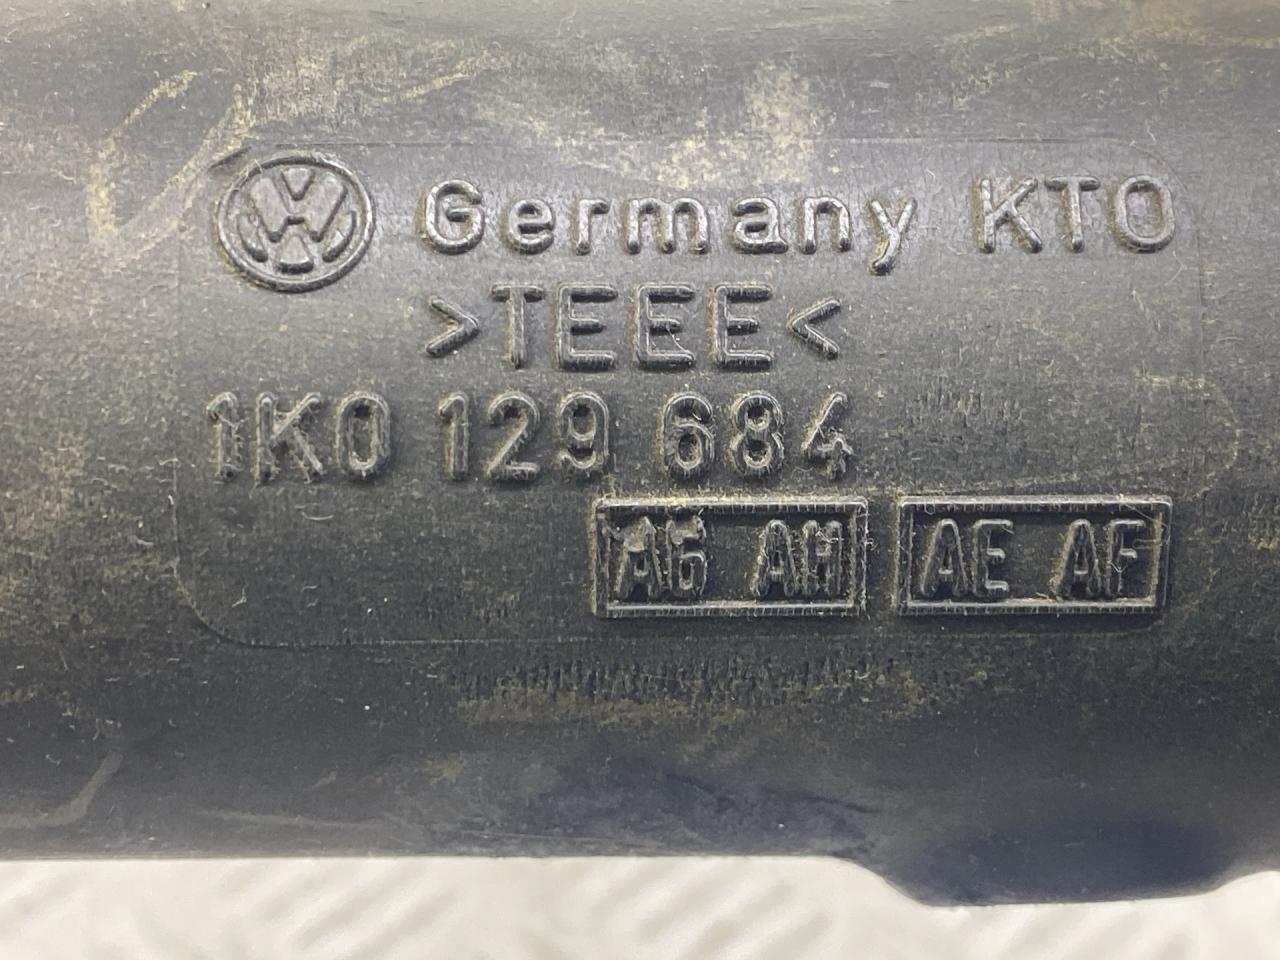 Germany KTO
>TEEE<
1K0 129 684
AG AH AE AF